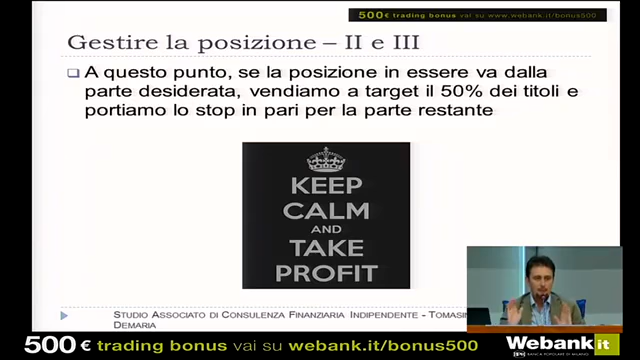 500€ trading bonus vai su www.webank.it/bonus500
Gestire la posizione – II e III
A questo punto, se la posizione in essere va dalla
parte desiderata, vendiamo a target il 50% dei titoli e
portiamo lo stop in pari per la parte restante
KEEP
CALM
AND
TAKE
PROFIT
STUDIO ASSOCIATO DI CONSULENZA FINANZIARIA INDIPENDENTE - TOMASIN
DEMARIA
500 € trading bonus vai su webank.it/bonus500
Webank.it
BANCA POPOLARE DI MILANO